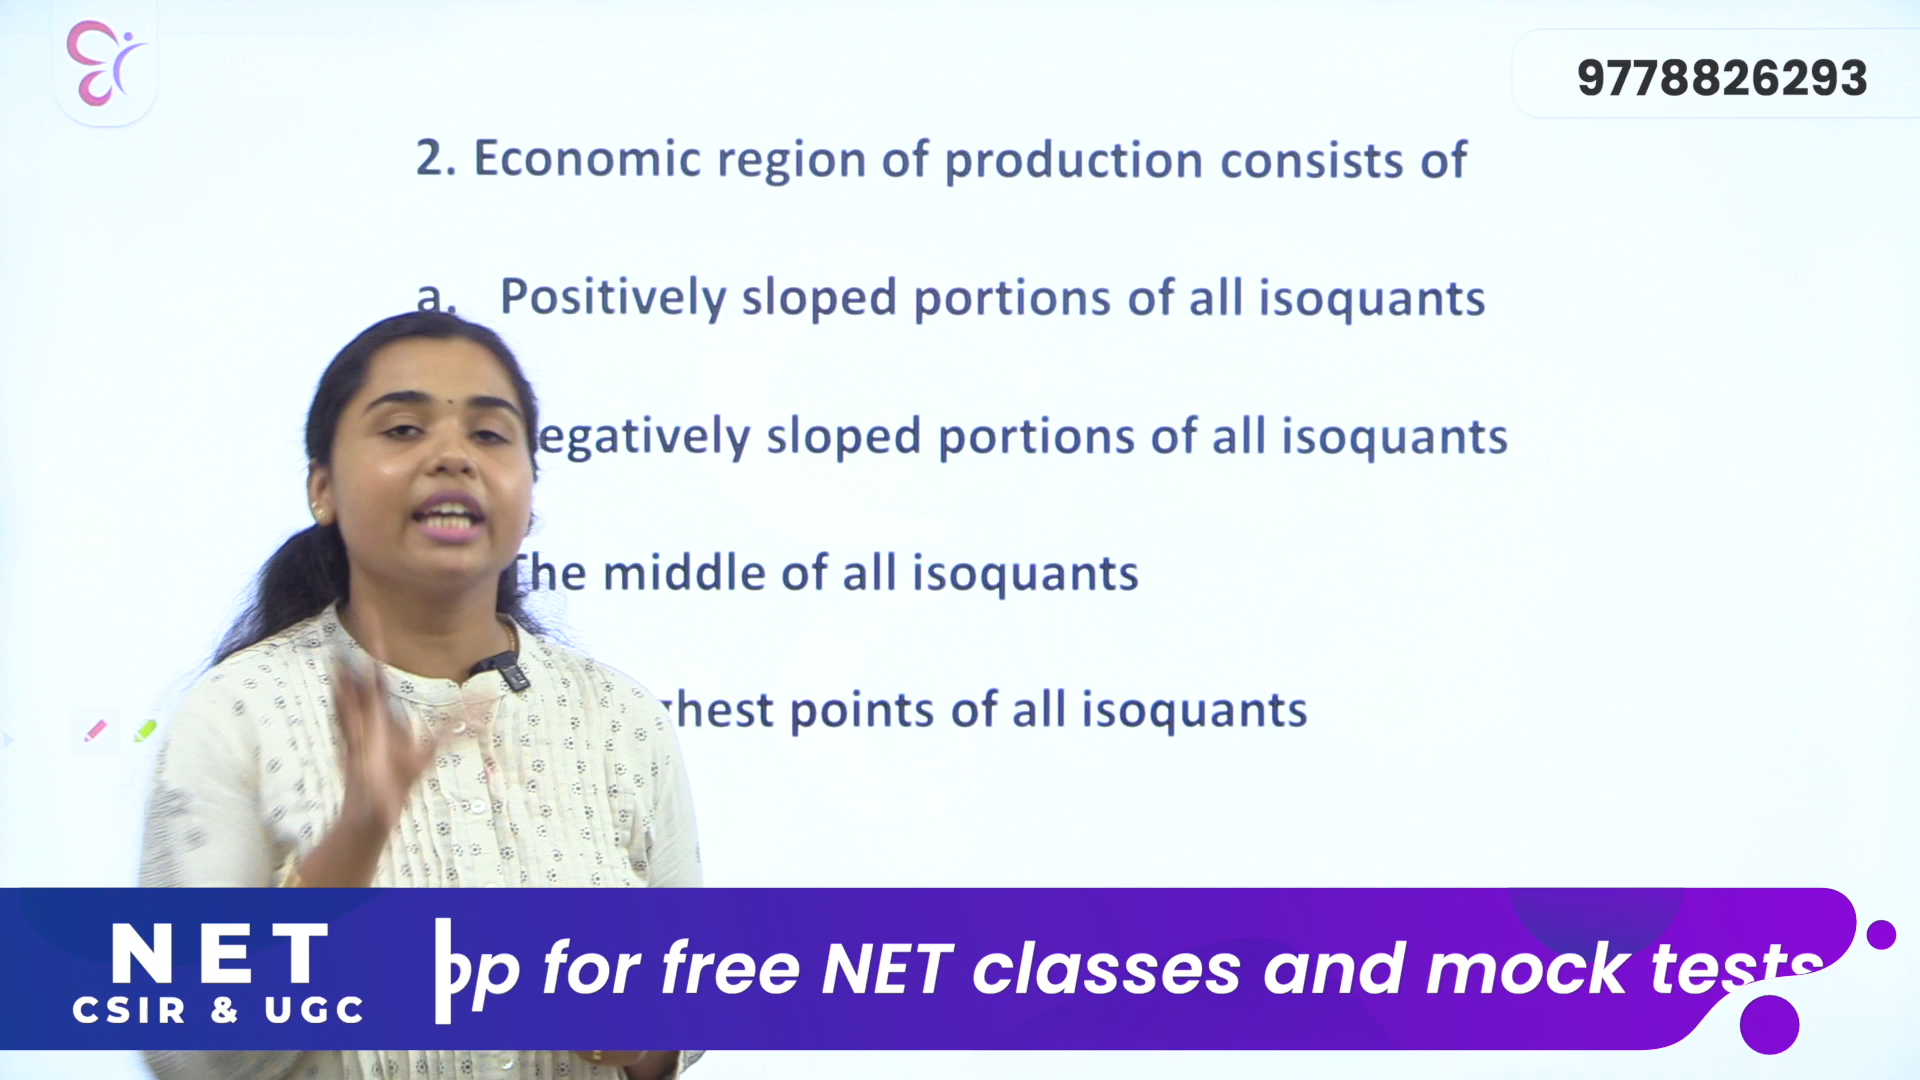 9778826293
2. Economic region of production consists of
a. Positively sloped portions of all isoquants
egatively sloped portions of all isoquants
The middle of all isoquants
hest points of all isoquants
NET
CSIR & UGC
pp for free NET classes and mock tests